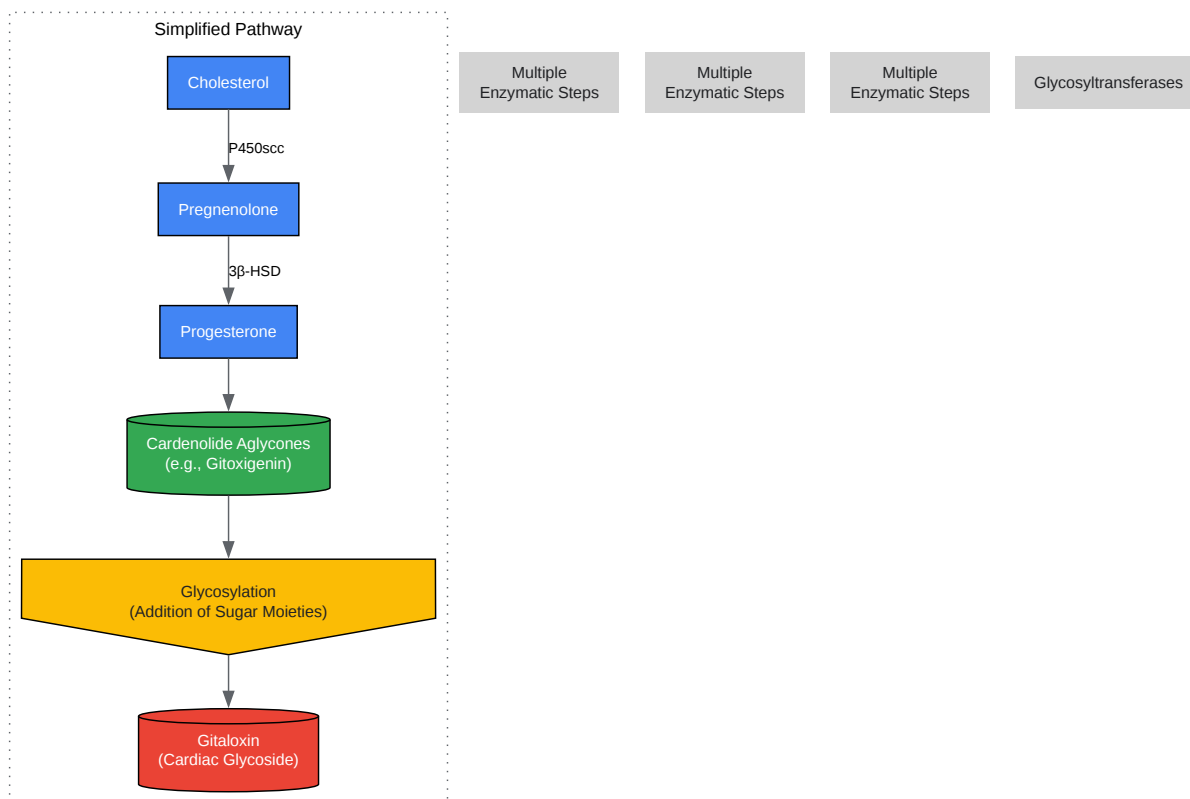 Simplified Pathway
Cholesterol
P450scc
Pregnenolone
3β-HSD
Progesterone
Cardenolide Aglycones
(e.g., Gitoxigenin)
Glycosylation
(Addition of Sugar Moieties)
Gitaloxin
(Cardiac Glycoside)
Multiple
Enzymatic Steps
Multiple
Enzymatic Steps
Multiple
Enzymatic Steps
Glycosyltransferases